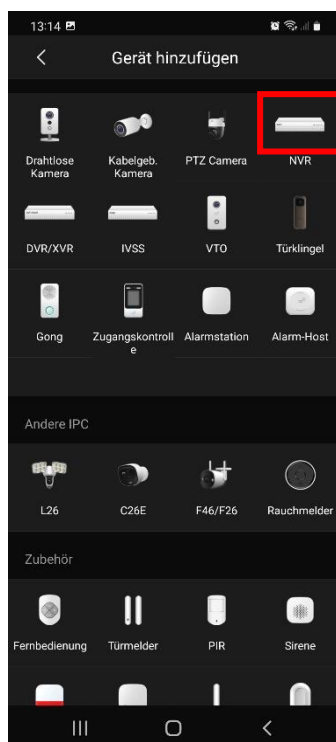 13:14
Gerät hinzufügen
Drahtlose Kamera
Kabelgeb. Kamera
PTZ Camera
NVR
DVR/XVR
IVSS
VTO
Türklingel
Gong
Zugangskontrolle
Alarmstation
Alarm-Host
Andere IPC
L26
C26E
F46/F26
Rauchmelder
Zubehör
Fernbedienung
Türmelder
PIR
Sirene